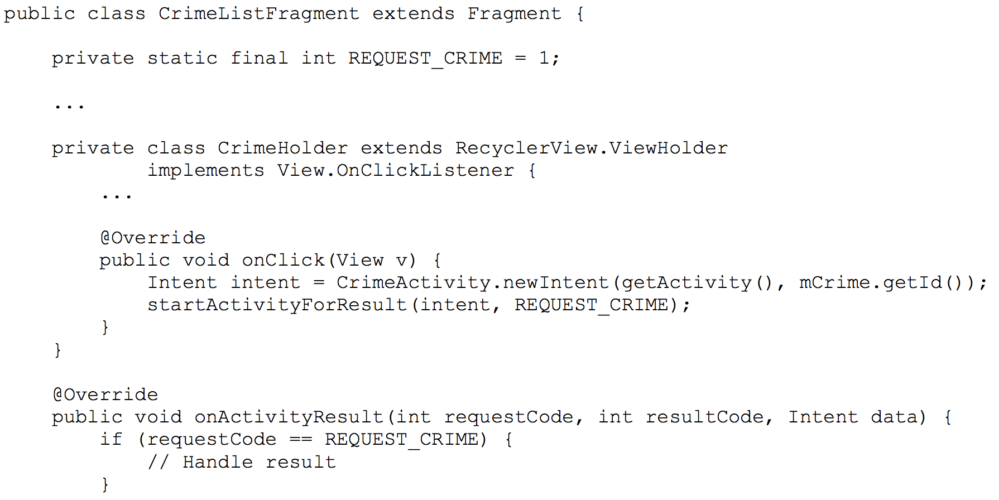 public class CrimeListFragment extends Fragment {
private static final int REQUEST_CRIME = 1;
...
private class CrimeHolder extends RecyclerView.ViewHolder
implements View.OnClickListener {
...
@Override
public void onClick(View v) {
Intent intent = CrimeActivity.newIntent(getActivity(), mCrime.getId());
startActivityForResult(intent, REQUEST_CRIME);
}
}
@Override
public void onActivityResult(int requestCode, int resultCode, Intent data) {
if (requestCode == REQUEST_CRIME) {
// Handle result
}